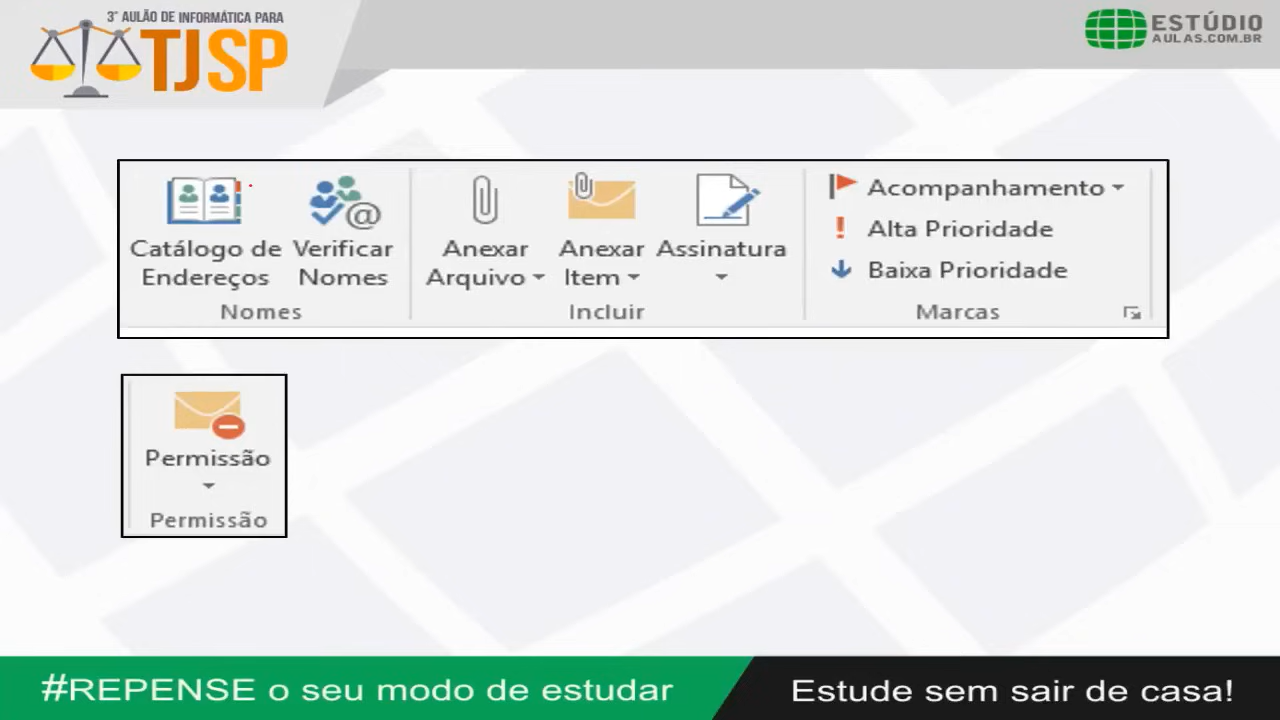 3° AULÃO DE INFORMÁTICA PARA
TJSP
ESTÚDIO
AULAS.COM.BR
Catálogo de Endereços
Verificar Nomes
Nomes
Anexar Arquivo
Anexar Item
Assinatura
Incluir
Acompanhamento
Alta Prioridade
Baixa Prioridade
Marcas
Permissão
Permissão
#REPENSE o seu modo de estudar
Estude sem sair de casa!